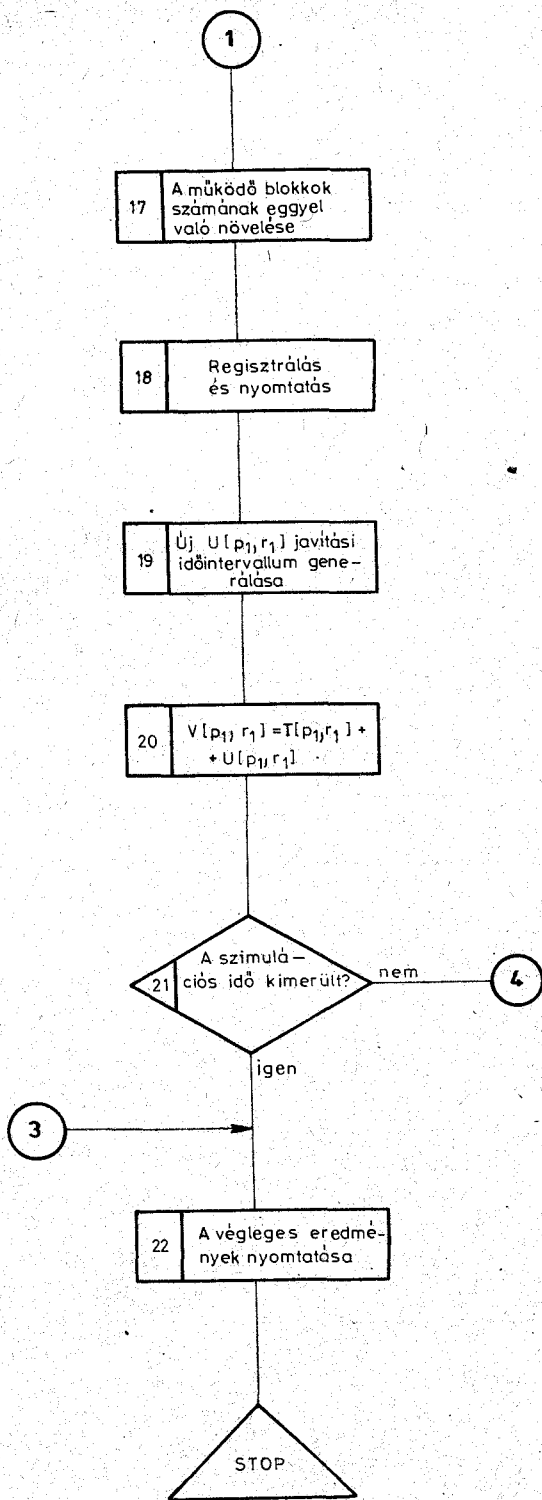 1
17
A működő blokkok
számának eggyel
való növelése
18
Regisztrálás
és nyomtatás
19
Új U[p₁, r₁] javítási
időintervallum gene-
rálása
20
V[p₁, r₁] = T[p₁, r₁] +
+ U[p₁, r₁]
21
A szimulá-
ciós idő kimerült?
nem
4
igen
3
22
A végleges eredmé-
nyek nyomtatása
STOP